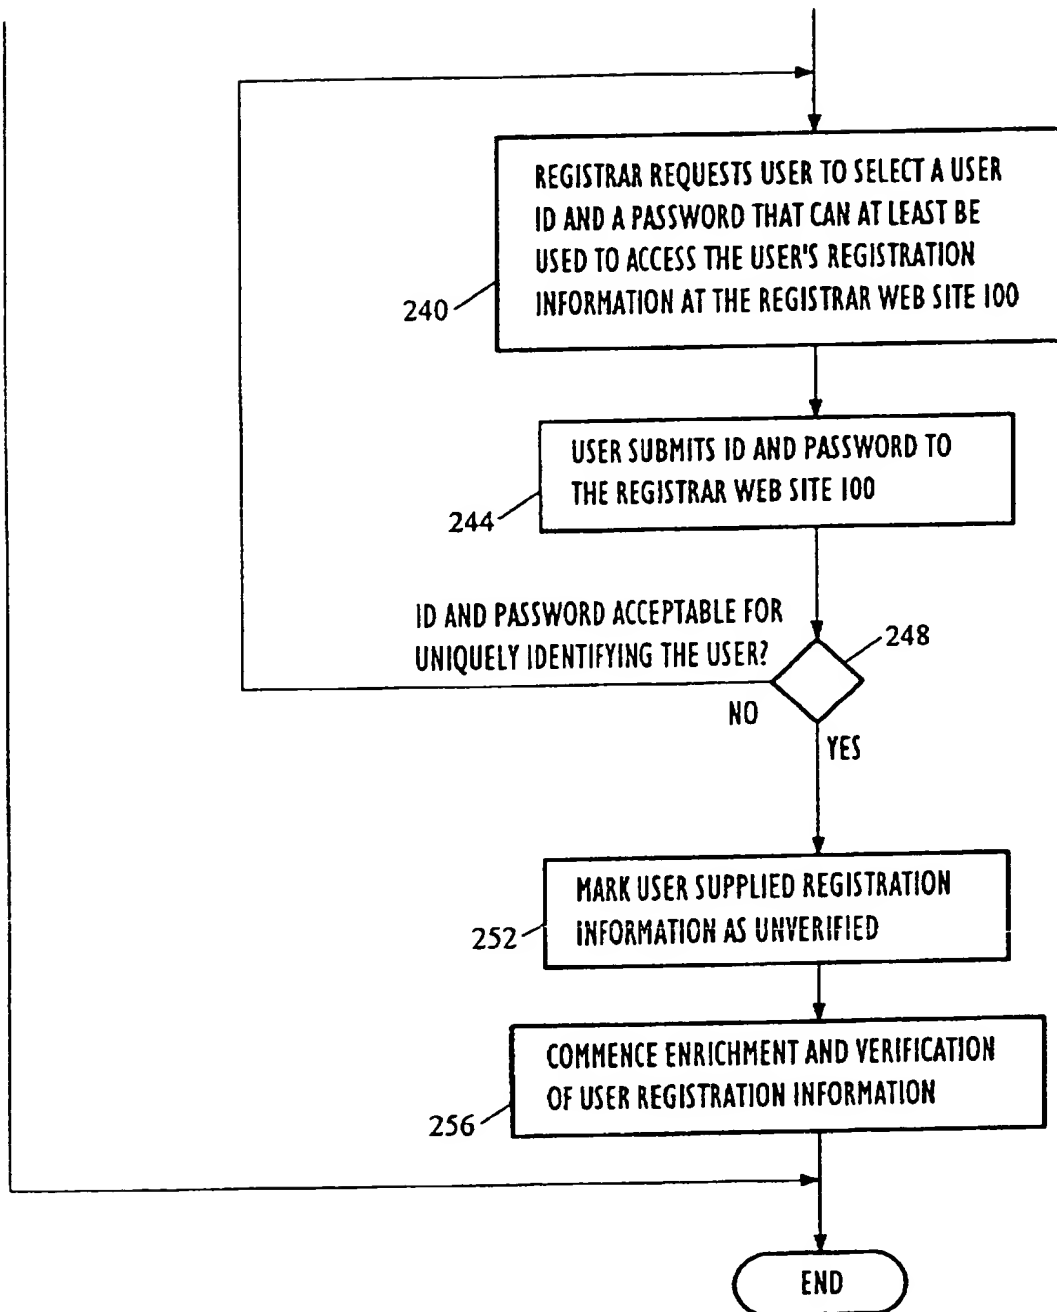 REGISTRAR REQUESTS USER TO SELECT A USER
ID AND A PASSWORD THAT CAN AT LEAST BE
USED TO ACCESS THE USER'S REGISTRATION
INFORMATION AT THE REGISTRAR WEB SITE 100
240
USER SUBMITS ID AND PASSWORD TO
THE REGISTRAR WEB SITE 100
244
ID AND PASSWORD ACCEPTABLE FOR
UNIQUELY IDENTIFYING THE USER?
248
NO
YES
MARK USER SUPPLIED REGISTRATION
INFORMATION AS UNVERIFIED
252
COMMENCE ENRICHMENT AND VERIFICATION
OF USER REGISTRATION INFORMATION
256
END